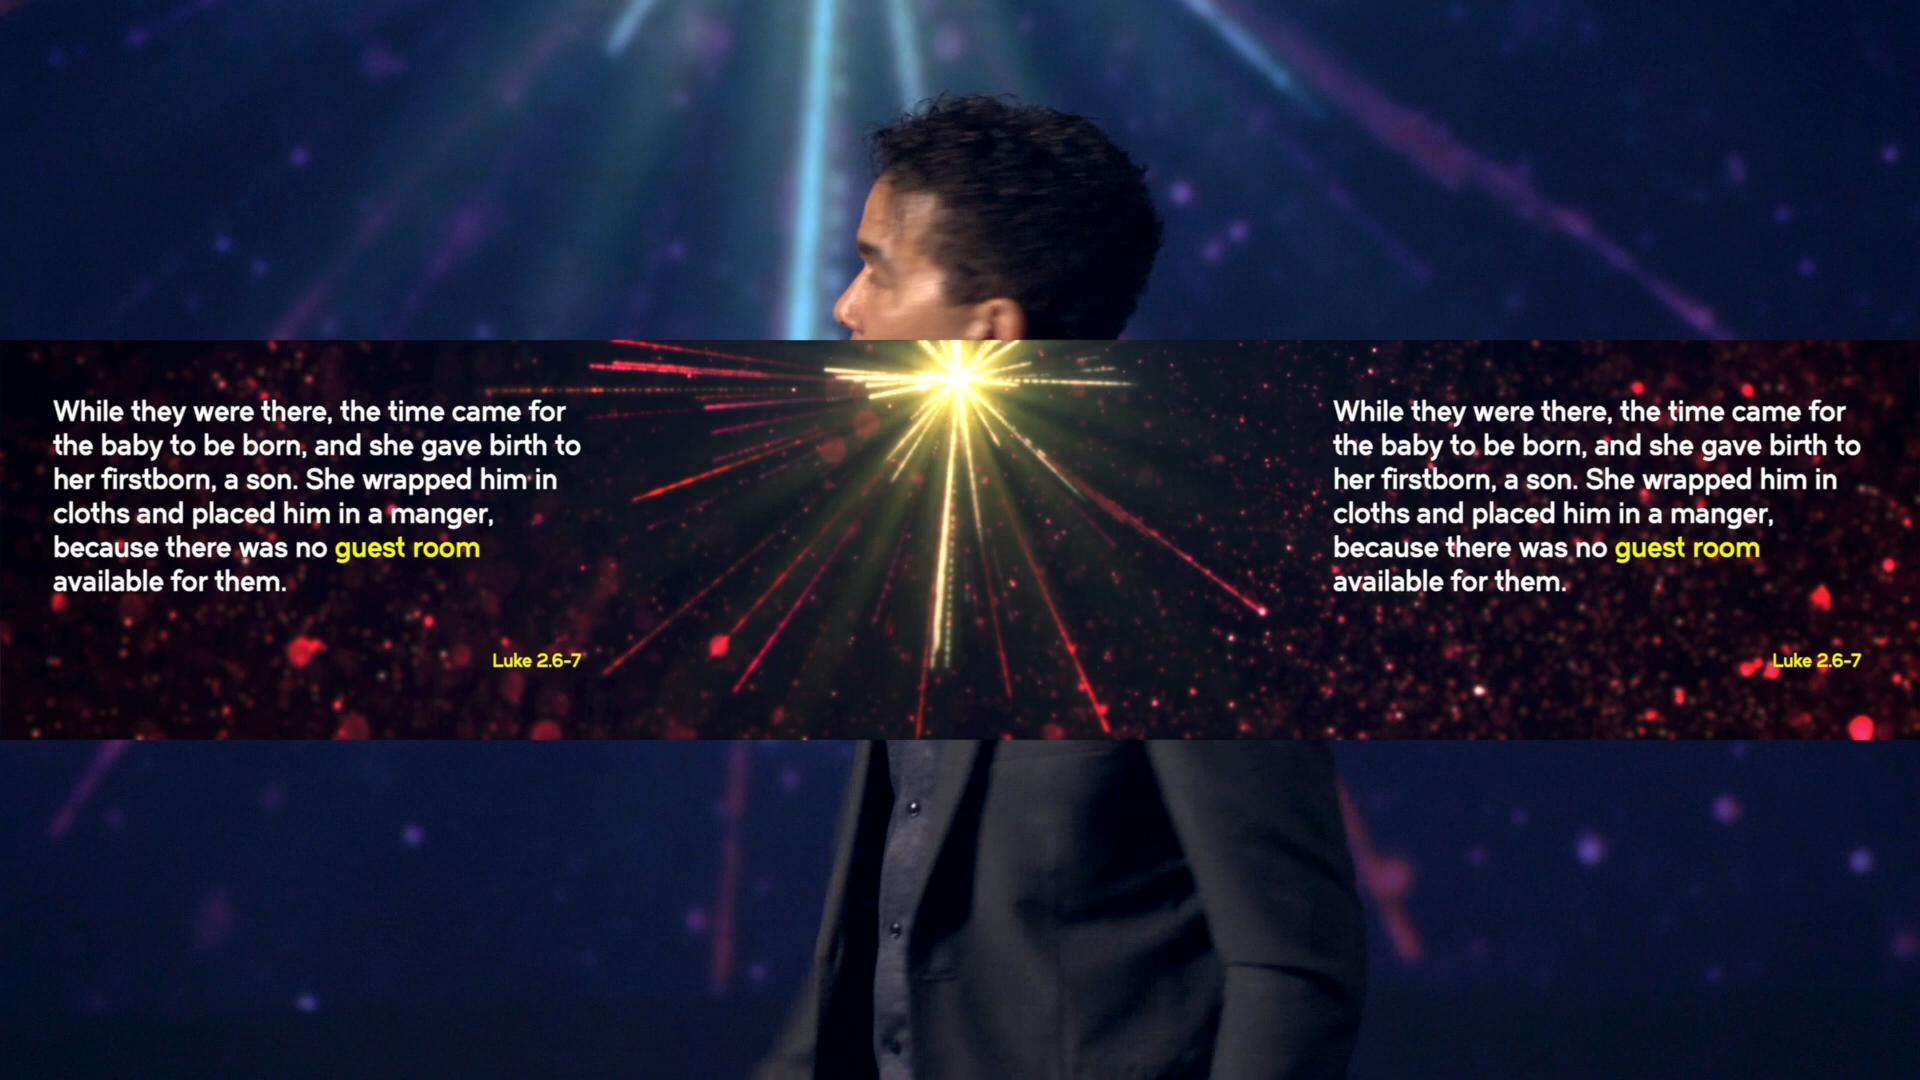 While they were there, the time came for
the baby to be born, and she gave birth to
her firstborn, a son. She wrapped him in
cloths and placed him in a manger,
because there was no guest room
available for them.
Luke 2.6-7
While they were there, the time came for
the baby to be born, and she gave birth to
her firstborn, a son. She wrapped him in
cloths and placed him in a manger,
because there was no guest room
available for them.
Luke 2.6-7